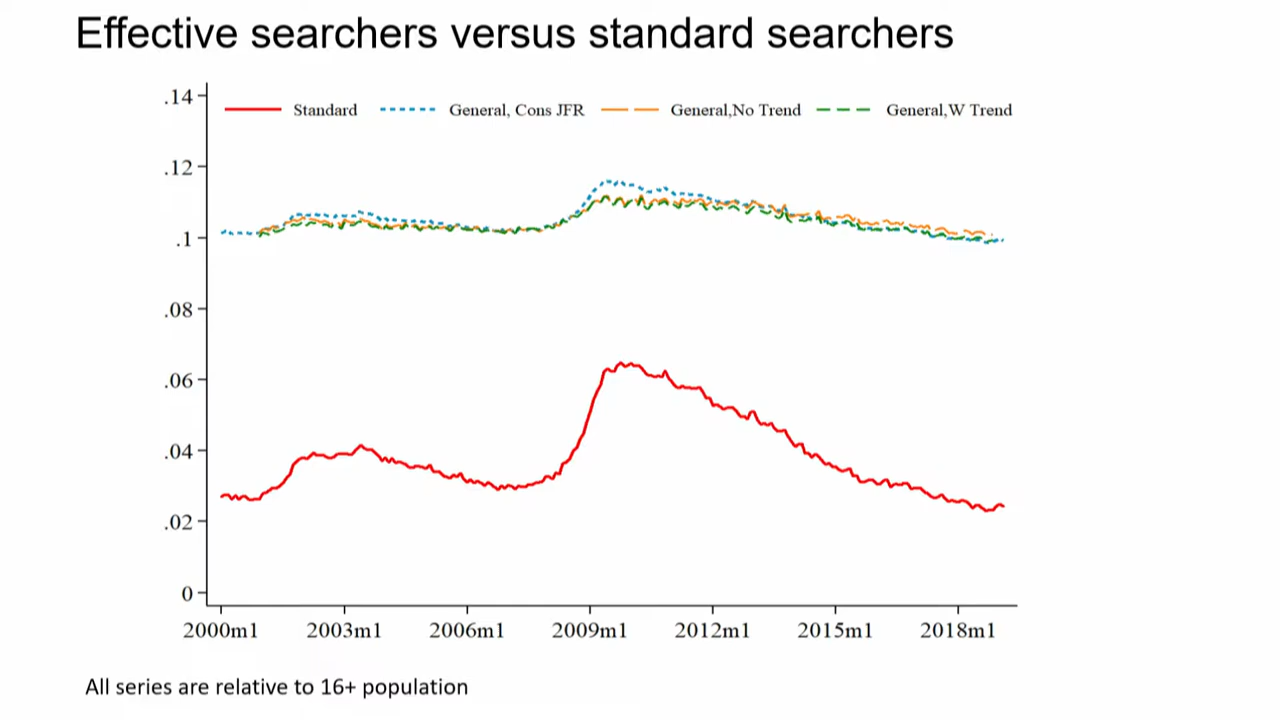 Effective searchers versus standard searchers
.14
Standard
General, Cons JFR
General,No Trend
General,W Trend
.12
.1
.08
.06
.04
.02
0
2000m1
2003m1
2006m1
2009m1
2012m1
2015m1
2018m1
All series are relative to 16+ population